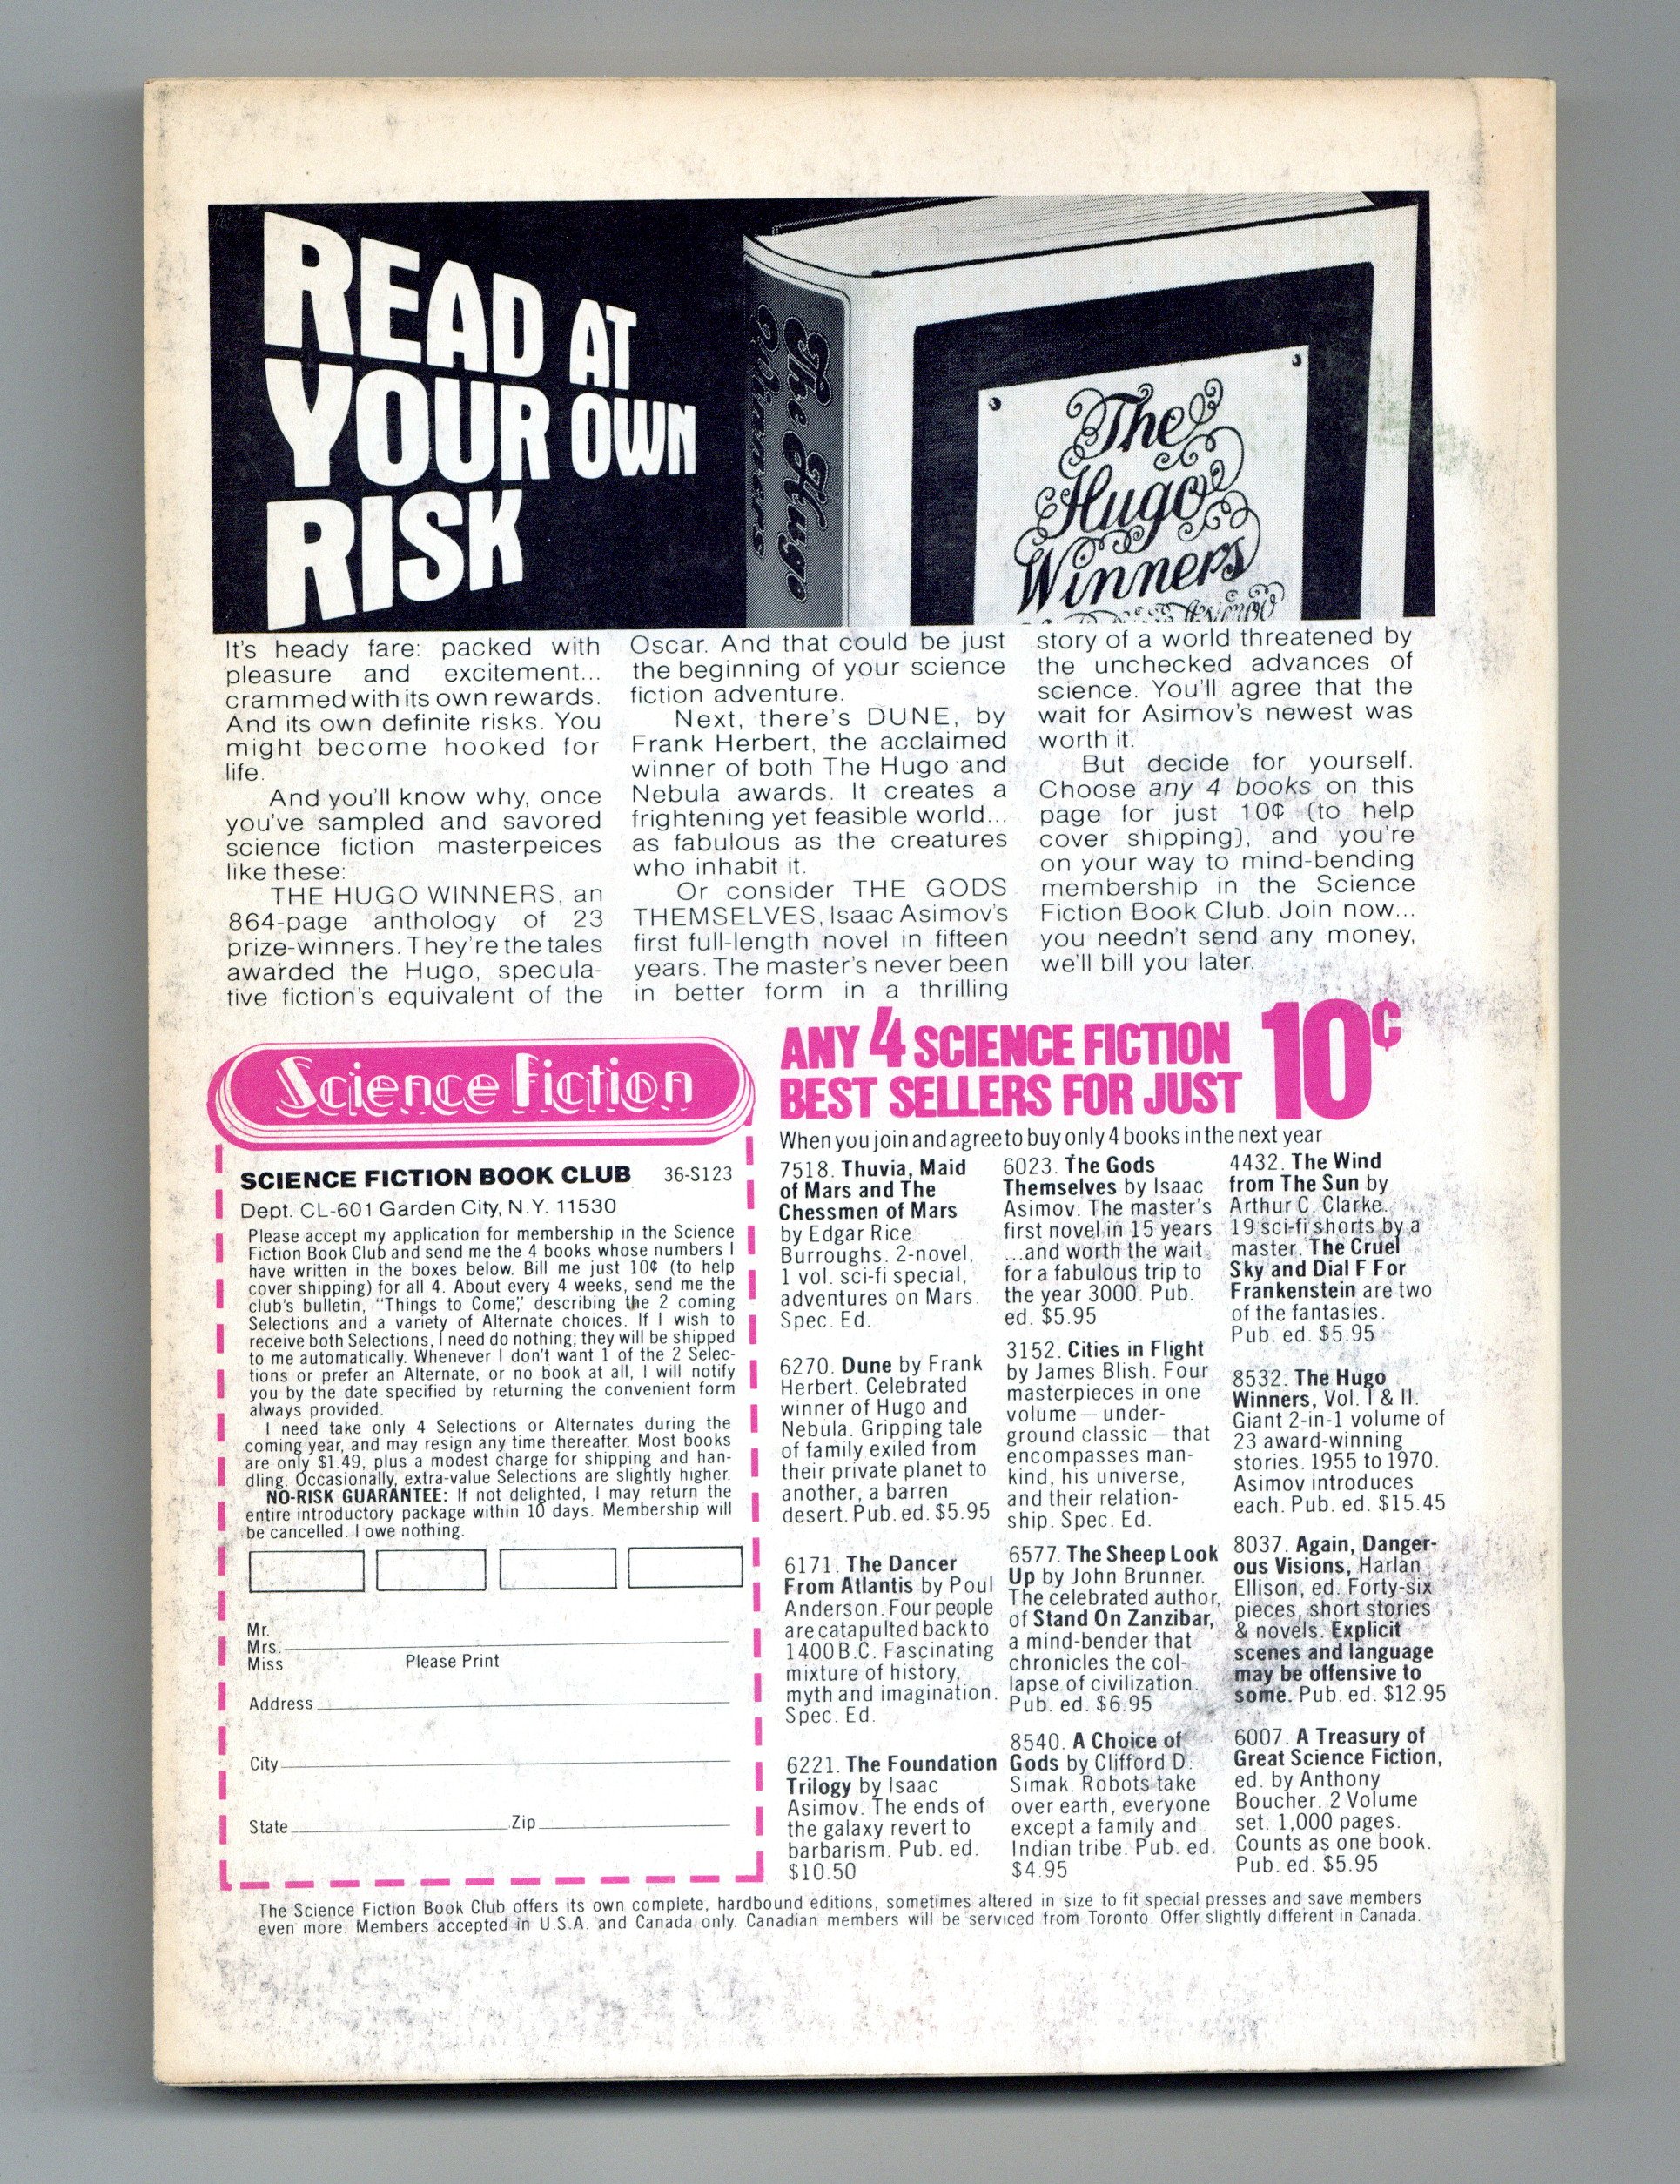 READ AT
YOUR OWN
RISK
The Hugo
Winners
The
Hugo
Winners
It's heady fare: packed with
pleasure and excitement...
crammed with its own rewards.
And its own definite risks. You
might become hooked for
life.
And you'll know why, once
you've sampled and savored
science fiction masterpeices
like these:
THE HUGO WINNERS, an
864-page anthology of 23
prize-winners. They're the tales
awarded the Hugo, specula-
tive fiction's equivalent of the
Oscar. And that could be just
the beginning of your science
fiction adventure.
Next, there's DUNE, by
Frank Herbert, the acclaimed
winner of both The Hugo and
Nebula awards. It creates a
frightening yet feasible world...
as fabulous as the creatures
who inhabit it.
Or consider THE GODS
THEMSELVES, Isaac Asimov's
first full-length novel in fifteen
years. The master's never been
in better form in a thrilling
story of a world threatened by
the unchecked advances of
science. You'll agree that the
wait for Asimov's newest was
worth it.
But decide for yourself.
Choose any 4 books on this
page for just 10¢ (to help
cover shipping), and you're
on your way to mind-bending
membership in the Science
Fiction Book Club. Join now...
you needn't send any money,
we'll bill you later.
Science Fiction
SCIENCE FICTION BOOK CLUB 36-S123
Dept. CL-601 Garden City, N.Y. 11530
Please accept my application for membership in the Science
Fiction Book Club and send me the 4 books whose numbers I
have written in the boxes below. Bill me just 10¢ (to help
cover shipping) for all 4. About every 4 weeks, send me the
club's bulletin, "Things to Come," describing the 2 coming
Selections and a variety of Alternate choices. If I wish to
receive both Selections, I need do nothing; they will be shipped
to me automatically. Whenever I don't want 1 of the 2 Selec-
tions or prefer an Alternate, or no book at all, I will notify
you by the date specified by returning the convenient form
always provided.
I need take only 4 Selections or Alternates during the
coming year, and may resign any time thereafter. Most books
are only $1.49, plus a modest charge for shipping and han-
dling. Occasionally, extra-value Selections are slightly higher.
NO-RISK GUARANTEE: If not delighted, I may return the
entire introductory package within 10 days. Membership will
be cancelled. I owe nothing.
Mr.
Mrs.
Miss Please Print
Address
City
State Zip
ANY 4 SCIENCE FICTION
BEST SELLERS FOR JUST 10¢
When you join and agree to buy only 4 books in the next year
7518. Thuvia, Maid
of Mars and The
Chessmen of Mars
by Edgar Rice
Burroughs. 2-novel,
1 vol. sci-fi special,
adventures on Mars.
Spec. Ed.
6270. Dune by Frank
Herbert. Celebrated
winner of Hugo and
Nebula. Gripping tale
of family exiled from
their private planet to
another, a barren
desert. Pub. ed. $5.95
6171. The Dancer
From Atlantis by Poul
Anderson. Four people
are catapulted back to
1400 B.C. Fascinating
mixture of history,
myth and imagination.
Spec. Ed.
6221. The Foundation
Trilogy by Isaac
Asimov. The ends of
the galaxy revert to
barbarism. Pub. ed.
$10.50
6023. The Gods
Themselves by Isaac
Asimov. The master's
first novel in 15 years
...and worth the wait
for a fabulous trip to
the year 3000. Pub.
ed. $5.95
3152. Cities in Flight
by James Blish. Four
masterpieces in one
volume — under-
ground classic — that
encompasses man-
kind, his universe,
and their relation-
ship. Spec. Ed.
6577. The Sheep Look
Up by John Brunner.
The celebrated author,
of Stand On Zanzibar,
a mind-bender that
chronicles the col-
lapse of civilization.
Pub. ed. $6.95
8540. A Choice of
Gods by Clifford D.
Simak. Robots take
over earth, everyone
except a family and
Indian tribe. Pub. ed.
$4.95
4432. The Wind
from The Sun by
Arthur C. Clarke.
19 sci-fi shorts by a
master. The Cruel
Sky and Dial F For
Frankenstein are two
of the fantasies.
Pub. ed. $5.95
8532. The Hugo
Winners, Vol. I & II.
Giant 2-in-1 volume of
23 award-winning
stories. 1955 to 1970.
Asimov introduces
each. Pub. ed. $15.45
8037. Again, Danger-
ous Visions, Harlan
Ellison, ed. Forty-six
pieces, short stories
& novels. Explicit
scenes and language
may be offensive to
some. Pub. ed. $12.95
6007. A Treasury of
Great Science Fiction,
ed. by Anthony
Boucher. 2 Volume
set. 1,000 pages.
Counts as one book.
Pub. ed. $5.95
The Science Fiction Book Club offers its own complete, hardbound editions, sometimes altered in size to fit special presses and save members
even more. Members accepted in U.S.A. and Canada only. Canadian members will be serviced from Toronto. Offer slightly different in Canada.